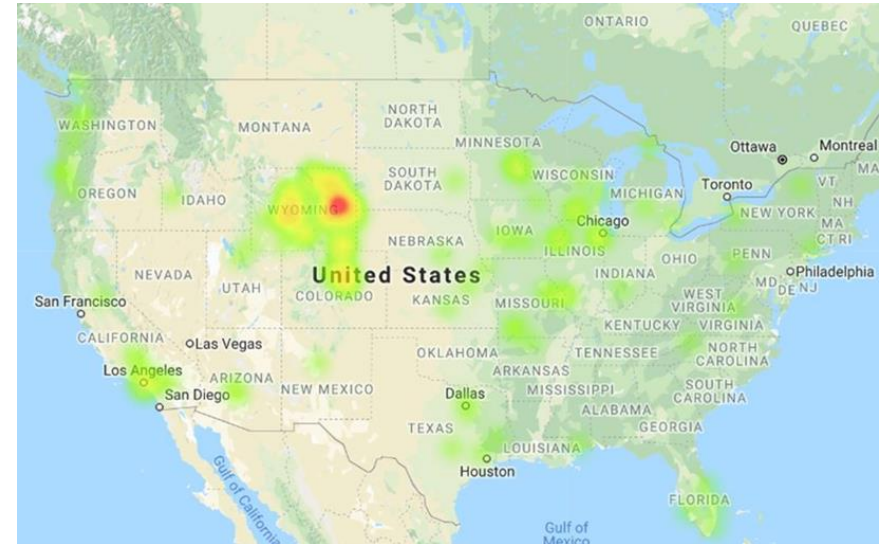 ONTARIO
QUEBEC
WASHINGTON
MONTANA
NORTH
DAKOTA
MINNESOTA
Ottawa
Montreal
MA
OREGON
IDAHO
WYOMING
SOUTH
DAKOTA
WISCONSIN
MICHIGAN
Toronto
VT
NH
NEW YORK
MA
CT RI
NEBRASKA
IOWA
Chicago
ILLINOIS
INDIANA
OHIO
PENN
Philadelphia
NEVADA
UTAH
United States
COLORADO
KANSAS
MISSOURI
WEST
VIRGINIA
MD
DE
NJ
San Francisco
CALIFORNIA
Las Vegas
KENTUCKY
VIRGINIA
Los Angeles
ARIZONA
NEW MEXICO
OKLAHOMA
ARKANSAS
TENNESSEE
NORTH
CAROLINA
San Diego
Dallas
MISSISSIPPI
SOUTH
CAROLINA
ALABAMA
TEXAS
GEORGIA
LOUISIANA
Houston
Gulf of California
FLORIDA
Gulf of
Mexico